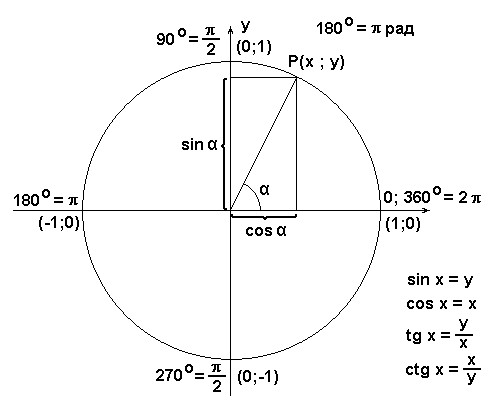 y
180° = π рад
90° = π/2 (0;1)
P(x ; y)
sin α
α
180° = π
0; 360° = 2 π
(-1;0)
cos α
(1;0)
sin x = y
cos x = x
tg x = y/x
ctg x = x/y
270° = π/2 (0;-1)